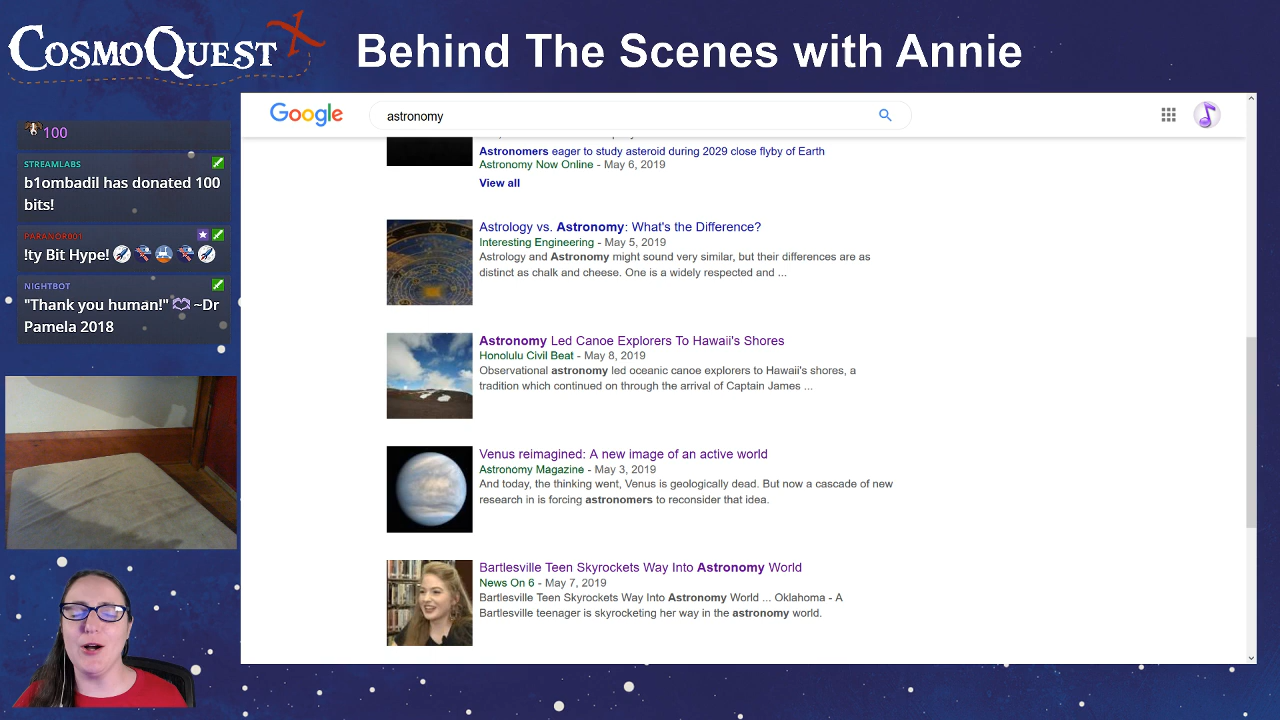 CosmoQuest X
Behind The Scenes with Annie
100
STREAMLABS
b1ombadil has donated 100
bits!
PARANOR001
!ty Bit Hype!
NIGHTBOT
"Thank you human!" ~Dr
Pamela 2018
Google
astronomy
Astronomers eager to study asteroid during 2029 close flyby of Earth
Astronomy Now Online - May 6, 2019
View all
Astrology vs. Astronomy: What's the Difference?
Interesting Engineering - May 5, 2019
Astrology and Astronomy might sound very similar, but their differences are as
distinct as chalk and cheese. One is a widely respected and ...
Astronomy Led Canoe Explorers To Hawaii's Shores
Honolulu Civil Beat - May 8, 2019
Observational astronomy led oceanic canoe explorers to Hawaii's shores, a
tradition which continued on through the arrival of Captain James ...
Venus reimagined: A new image of an active world
Astronomy Magazine - May 3, 2019
And today, the thinking went, Venus is geologically dead. But now a cascade of new
research in is forcing astronomers to reconsider that idea.
Bartlesville Teen Skyrockets Way Into Astronomy World
News On 6 - May 7, 2019
Bartlesville Teen Skyrockets Way Into Astronomy World ... Oklahoma - A
Bartlesville teenager is skyrocketing her way in the astronomy world.